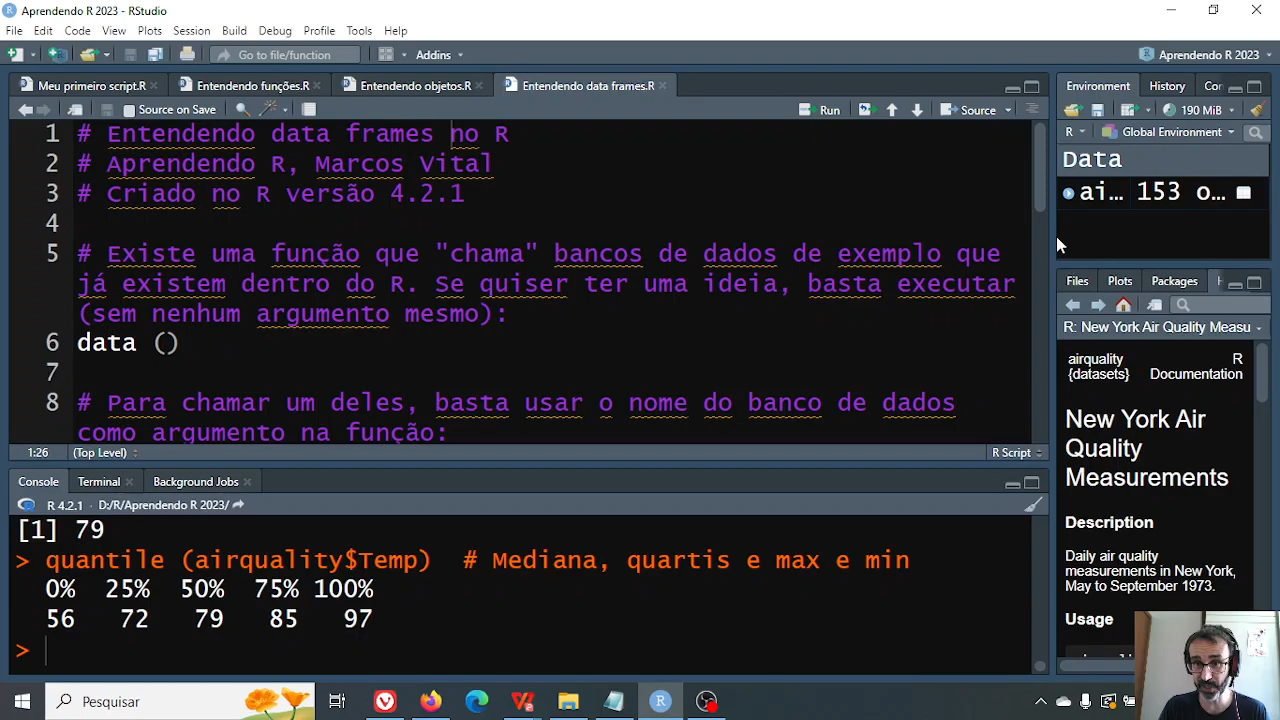 Aprendendo R 2023 - RStudio
File Edit Code View Plots Session Build Debug Profile Tools Help
Go to file/function Addins Aprendendo R 2023
Meu primeiro script.R Entendendo funções.R Entendendo objetos.R Entendendo data frames.R
Source on Save Run Source
1 # Entendendo data frames no R
2 # Aprendendo R, Marcos Vital
3 # Criado no R versão 4.2.1
4
5 # Existe uma função que "chama" bancos de dados de exemplo que
já existem dentro do R. Se quiser ter uma ideia, basta executar
(sem nenhum argumento mesmo):
6 data ()
7
8 # Para chamar um deles, basta usar o nome do banco de dados
como argumento na função:
1:26 (Top Level) R Script
Console Terminal Background Jobs
R 4.2.1 · D:/R/Aprendendo R 2023/
[1] 79
> quantile (airquality$Temp) # Mediana, quartis e max e min
0% 25% 50% 75% 100%
56 72 79 85 97
>
Environment History Cor
190 MiB
R Global Environment
Data
ai... 153 o...
Files Plots Packages
R: New York Air Quality Measu
airquality R
{datasets} Documentation
New York Air
Quality
Measurements
Description
Daily air quality
measurements in New York,
May to September 1973.
Usage
Pesquisar